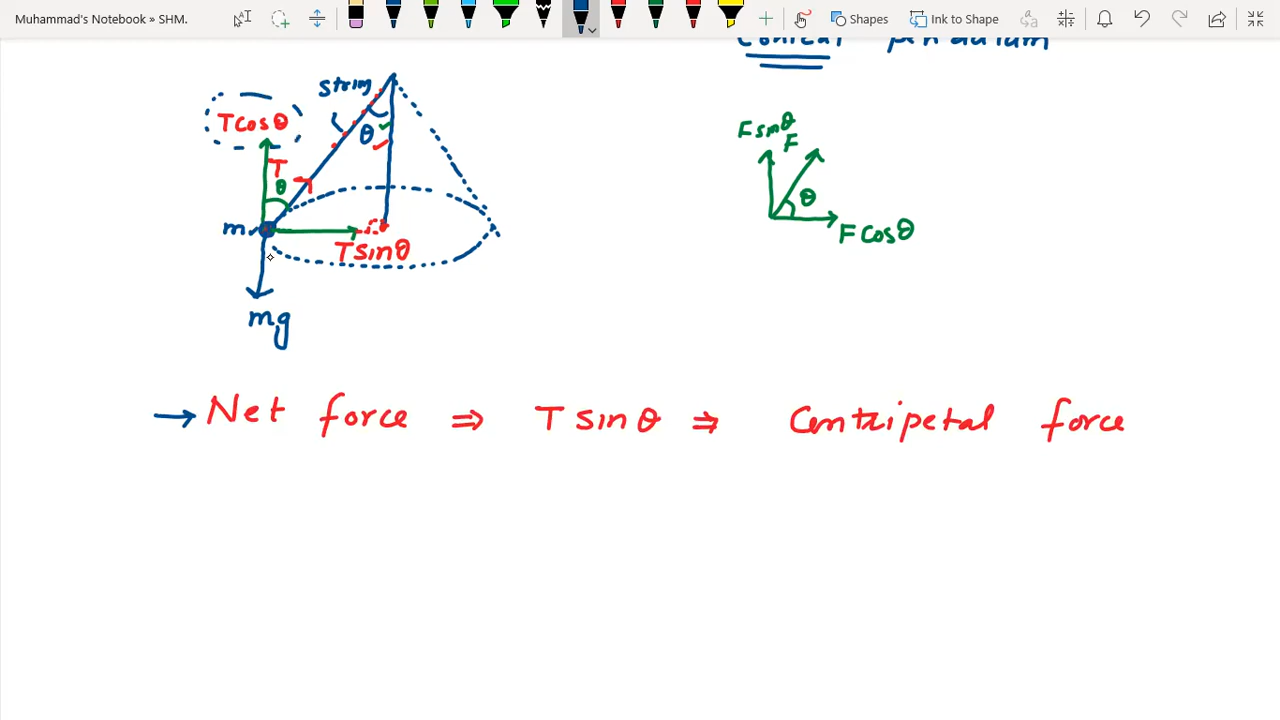 Muhammad's Notebook » SHM.
Shapes
Ink to Shape
Conical pendulum
string
Tcosθ
θ
T
θ
m
Tsinθ
mg
Fsinθ
F
θ
Fcosθ
→ Net force ⇒ Tsinθ ⇒ Centripetal force